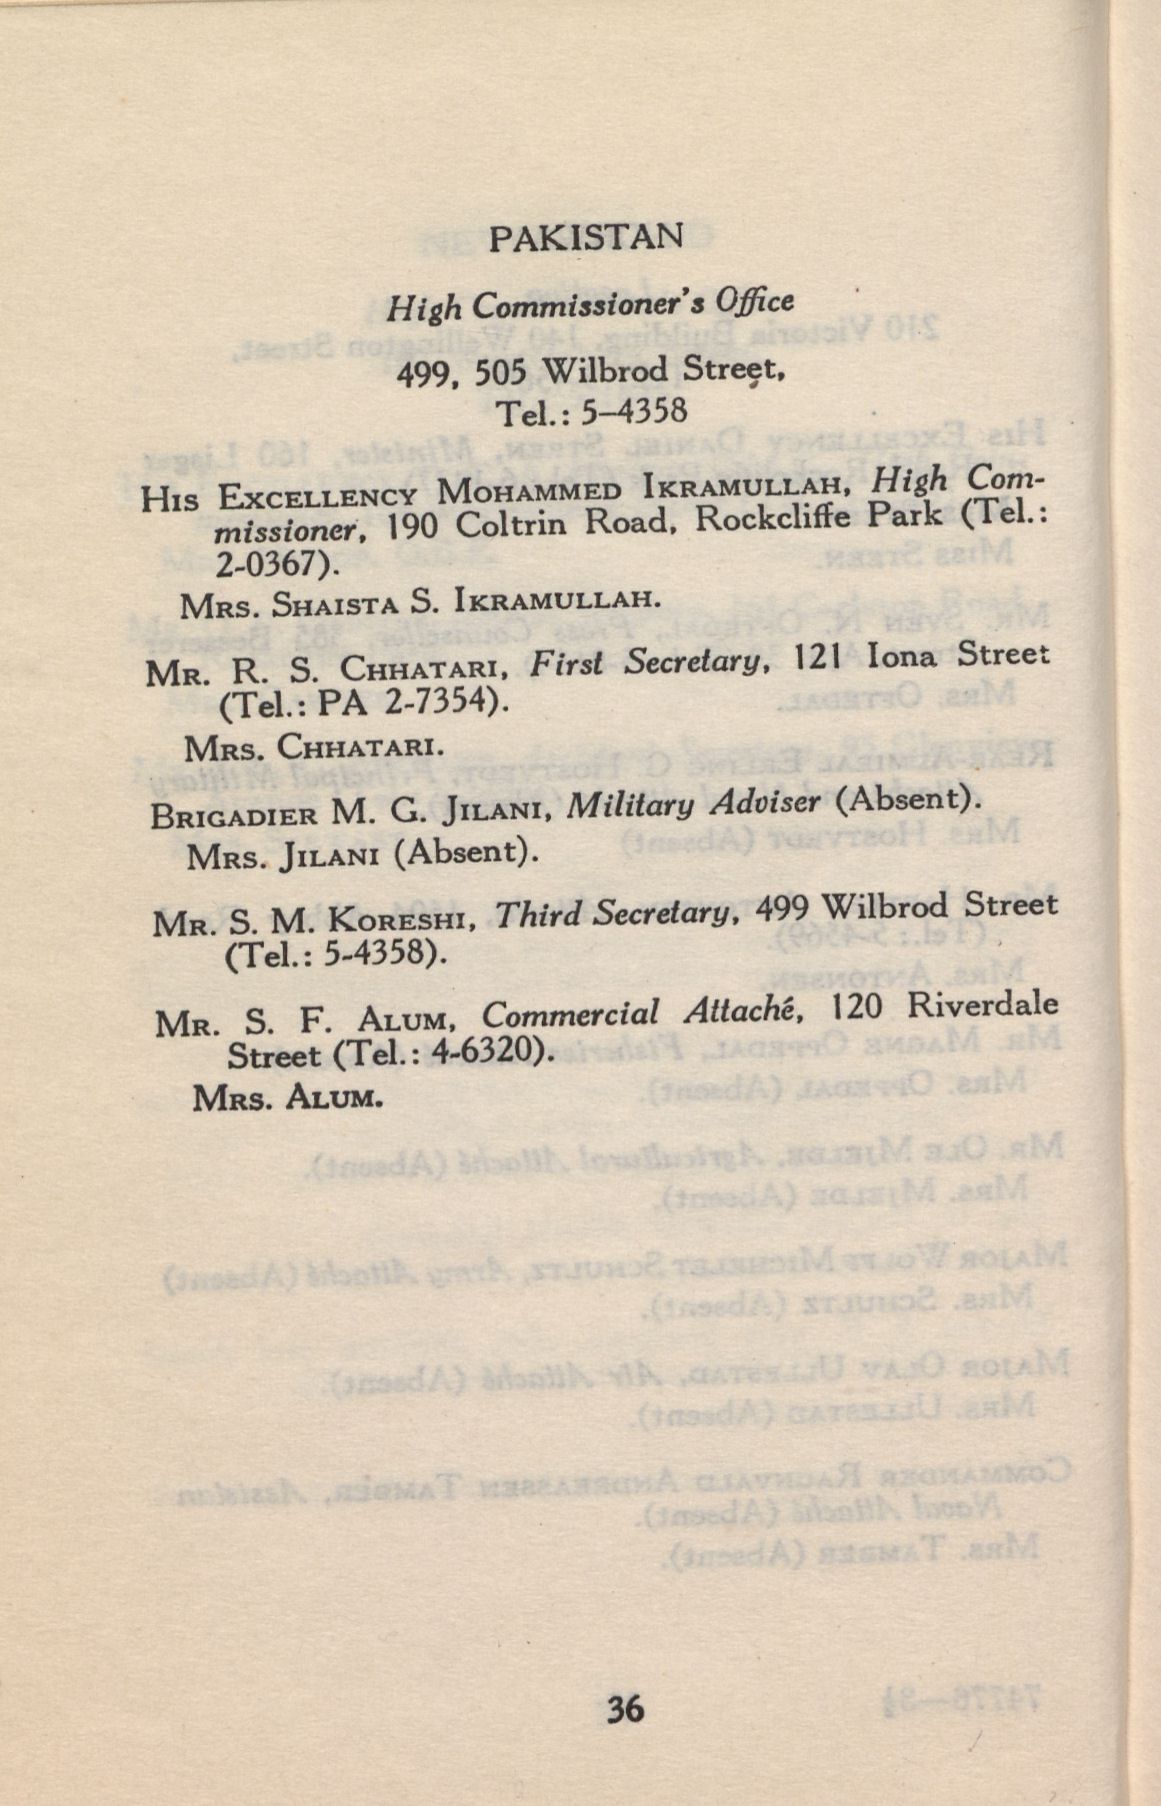 PAKISTAN
High Commissioner's Office
499, 505 Wilbrod Street,
Tel.: 5–4358
HIS EXCELLENCY MOHAMMED IKRAMULLAH, High Com-
missioner, 190 Coltrin Road, Rockcliffe Park (Tel.:
2-0367).
MRS. SHAISTA S. IKRAMULLAH.
MR. R. S. CHHATARI, First Secretary, 121 Iona Street
(Tel.: PA 2-7354).
MRS. CHHATARI.
BRIGADIER M. G. JILANI, Military Adviser (Absent).
MRS. JILANI (Absent).
MR. S. M. KORESHI, Third Secretary, 499 Wilbrod Street
(Tel.: 5-4358).
MR. S. F. ALUM, Commercial Attaché, 120 Riverdale
Street (Tel.: 4-6320).
MRS. ALUM.
36